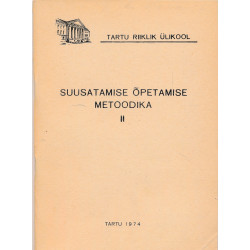 TARTU RIIKLIK ÜLIKOOL
SUUSATAMISE ÕPETAMISE
METOODIKA
II
TARTU 1974